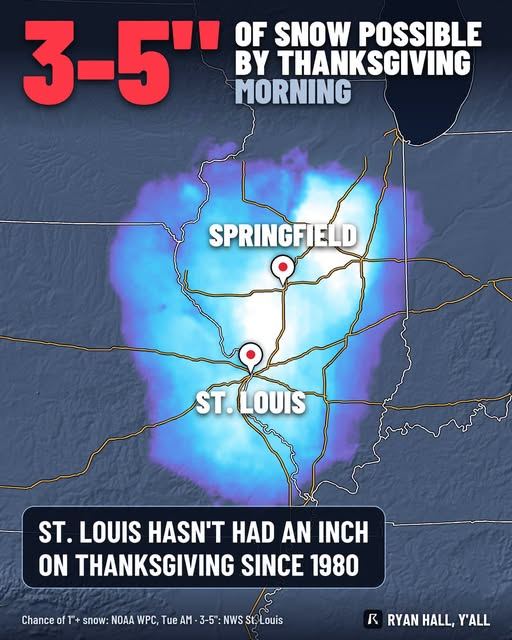 3-5" OF SNOW POSSIBLE
BY THANKSGIVING
MORNING
SPRINGFIELD
ST. LOUIS
ST. LOUIS HASN'T HAD AN INCH
ON THANKSGIVING SINCE 1980
Chance of 1"+ snow: NOAA WPC, Tue AM · 3-5": NWS St. Louis
RYAN HALL, Y'ALL